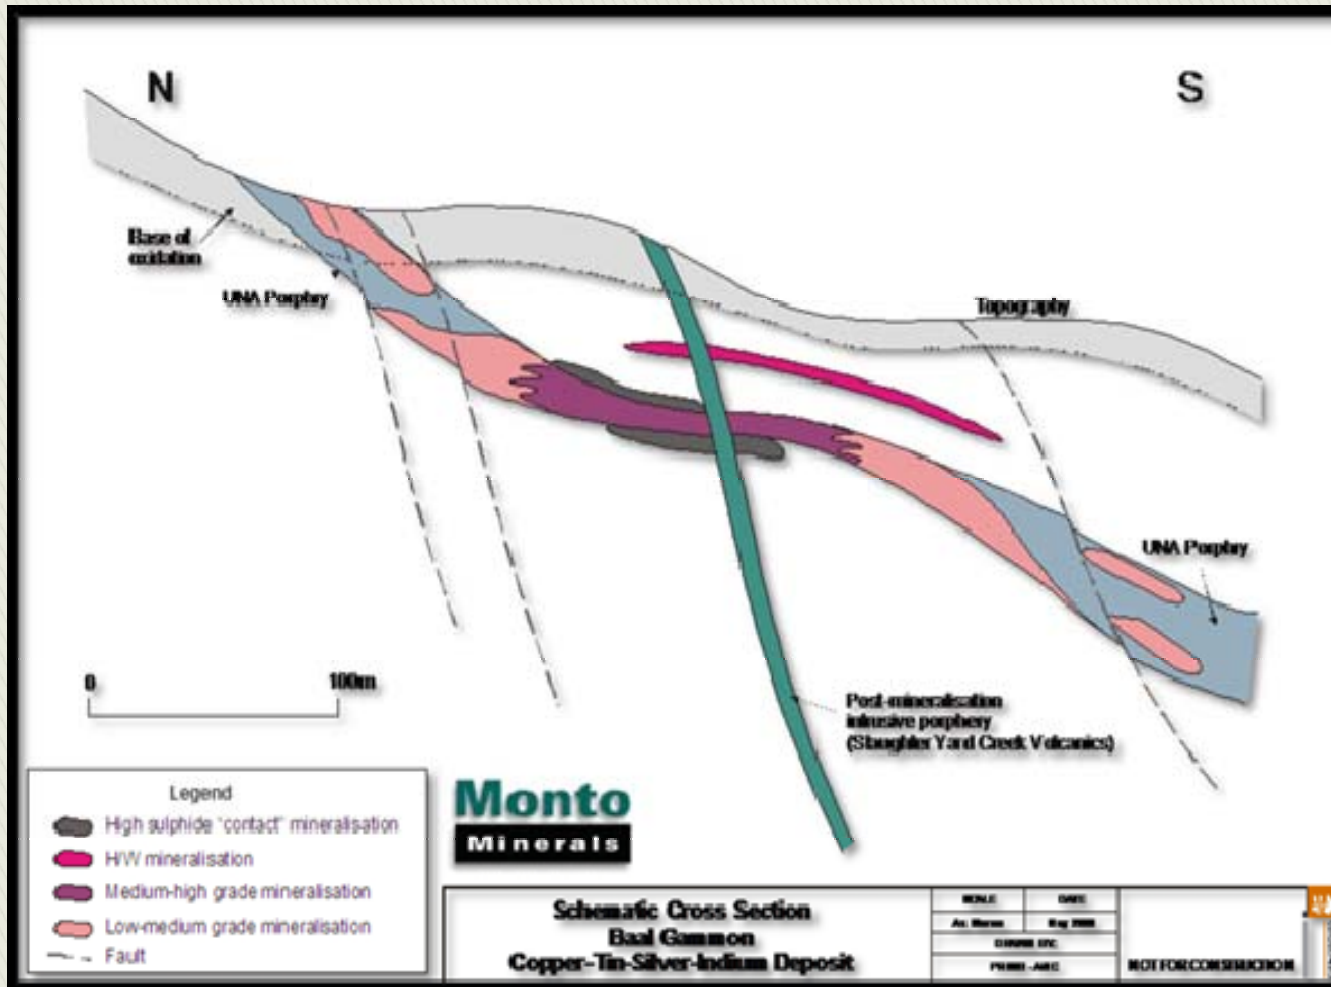 N
S
Base of
oxidation
UNA Porphry
Topography
UNA Porphry
0
100m
Post-mineralisation
intrusive porphery
(Slaughter Yard Creek Volcanics)
Legend
High sulphide "contact" mineralisation
H/W mineralisation
Medium-high grade mineralisation
Low-medium grade mineralisation
Fault
Monto
Minerals
Schematic Cross Section
Baal Gammon
Copper-Tin-Silver-Indium Deposit
SCALE
DATE
NOT FOR CONSTRUCTION